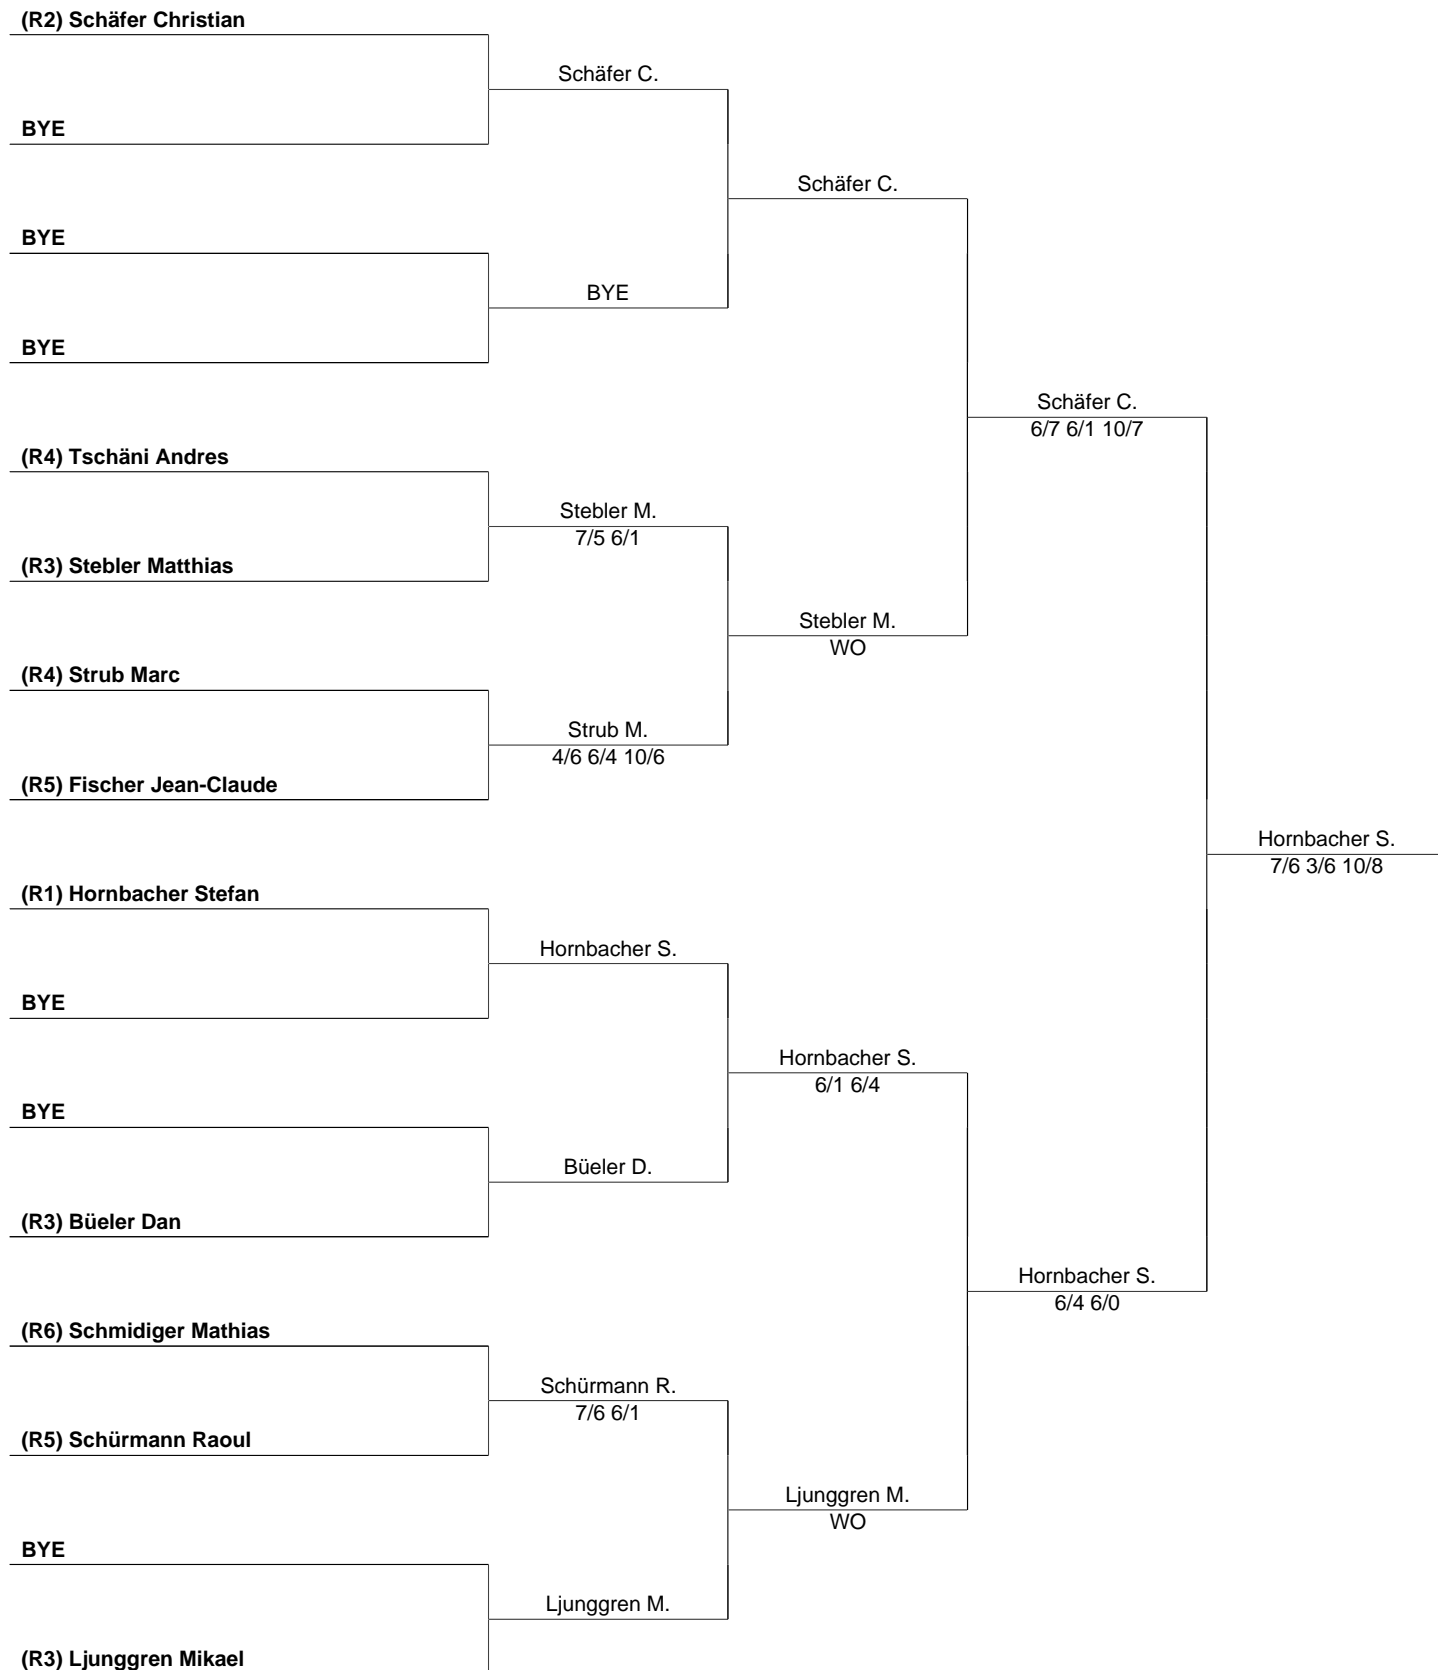 (R2) Schäfer Christian
Schäfer C.
BYE
Schäfer C.
BYE
BYE
BYE
Schäfer C.
6/7 6/1 10/7
(R4) Tschäni Andres
Stebler M.
7/5 6/1
(R3) Stebler Matthias
Stebler M.
WO
(R4) Strub Marc
Strub M.
4/6 6/4 10/6
(R5) Fischer Jean-Claude
Hornbacher S.
7/6 3/6 10/8
(R1) Hornbacher Stefan
Hornbacher S.
BYE
Hornbacher S.
6/1 6/4
BYE
Büeler D.
(R3) Büeler Dan
Hornbacher S.
6/4 6/0
(R6) Schmidiger Mathias
Schürmann R.
7/6 6/1
(R5) Schürmann Raoul
Ljunggren M.
WO
BYE
Ljunggren M.
(R3) Ljunggren Mikael